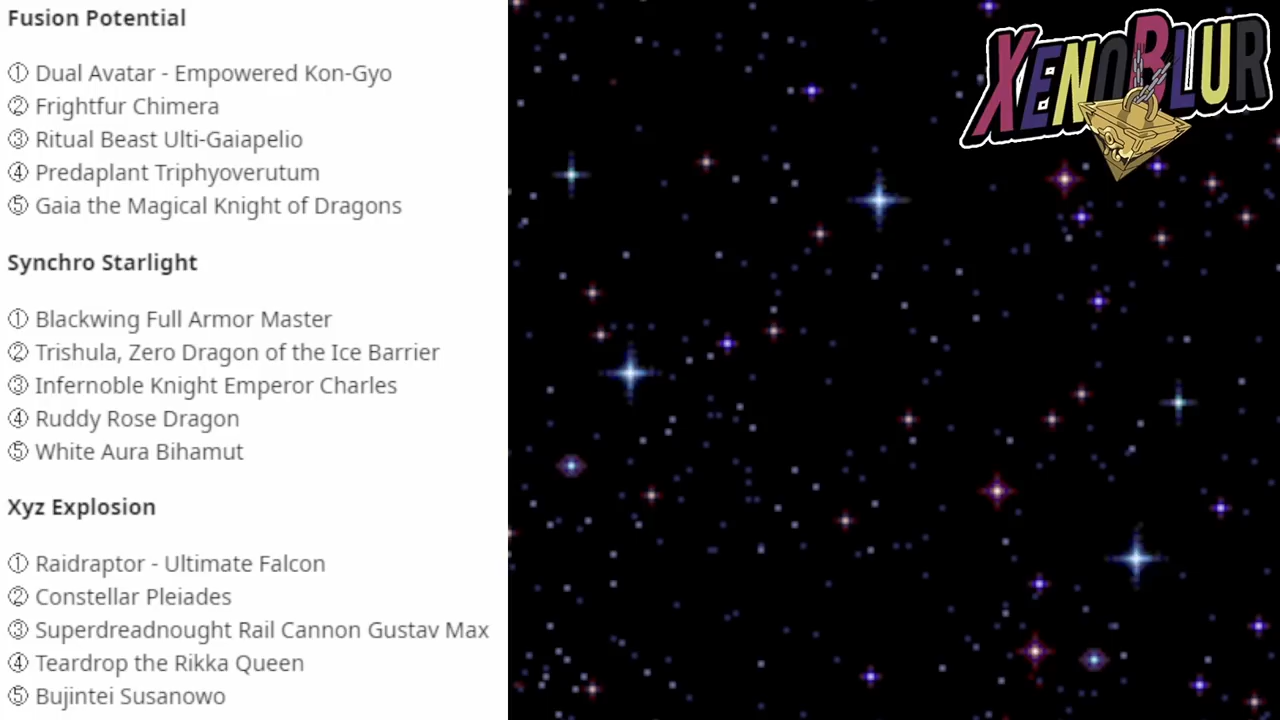 Fusion Potential
① Dual Avatar - Empowered Kon-Gyo
② Frightfur Chimera
③ Ritual Beast Ulti-Gaiapelio
④ Predaplant Triphyoverutum
⑤ Gaia the Magical Knight of Dragons
Synchro Starlight
① Blackwing Full Armor Master
② Trishula, Zero Dragon of the Ice Barrier
③ Infernoble Knight Emperor Charles
④ Ruddy Rose Dragon
⑤ White Aura Bihamut
Xyz Explosion
① Raidraptor - Ultimate Falcon
② Constellar Pleiades
③ Superdreadnought Rail Cannon Gustav Max
④ Teardrop the Rikka Queen
⑤ Bujintei Susanowo
XENOBLUR